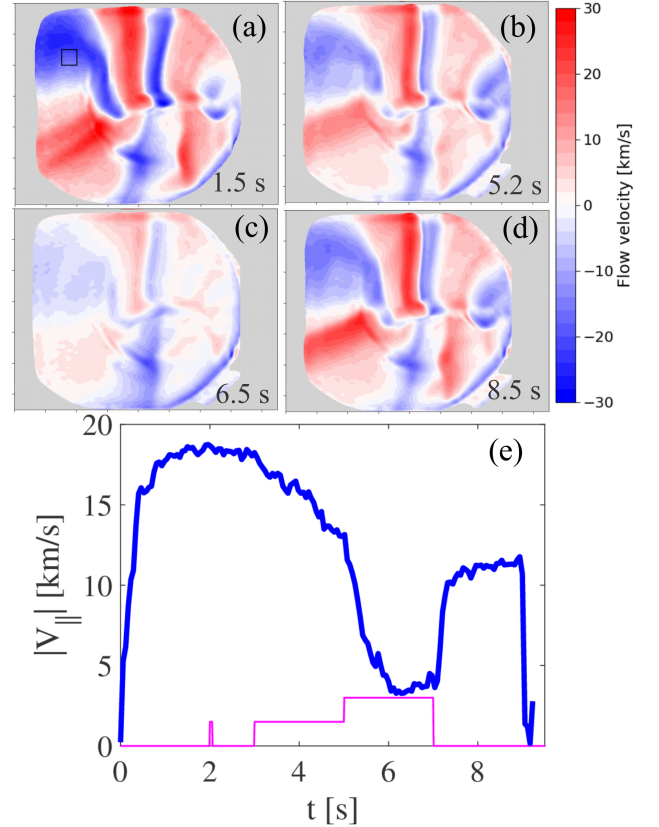 (a)
1.5 s
(b)
5.2 s
(c)
6.5 s
(d)
8.5 s
30
20
10
0
−10
−20
−30
Flow velocity [km/s]
(e)
20
15
10
5
0
|V∥| [km/s]
0 2 4 6 8
t [s]